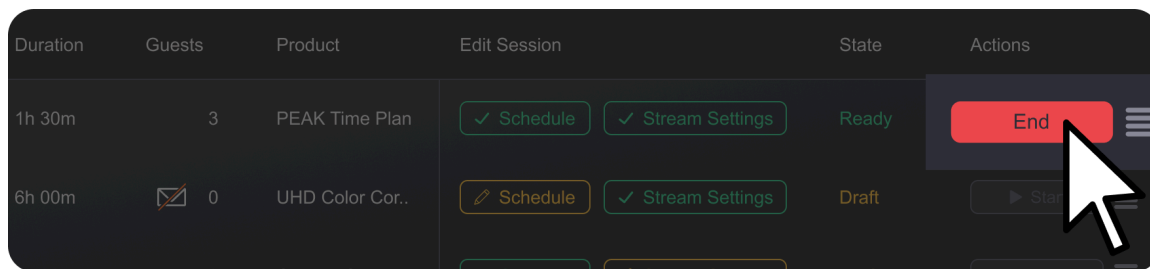 Duration Guests Product Edit Session State Actions
1h 30m 3 PEAK Time Plan Schedule Stream Settings Ready End
6h 00m 0 UHD Color Cor.. Schedule Stream Settings Draft